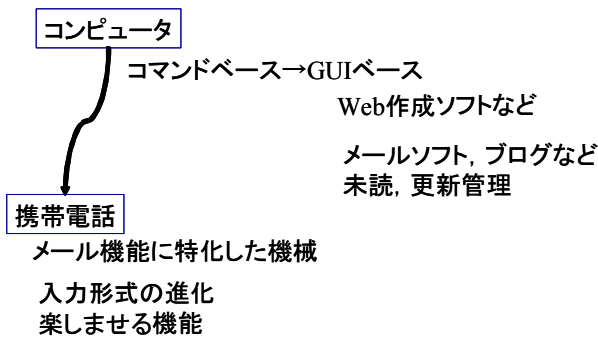 コンピュータ
コマンドベース→GUIベース
Web作成ソフトなど
メールソフト，ブログなど
未読，更新管理
携帯電話
メール機能に特化した機械
入力形式の進化
楽しませる機能